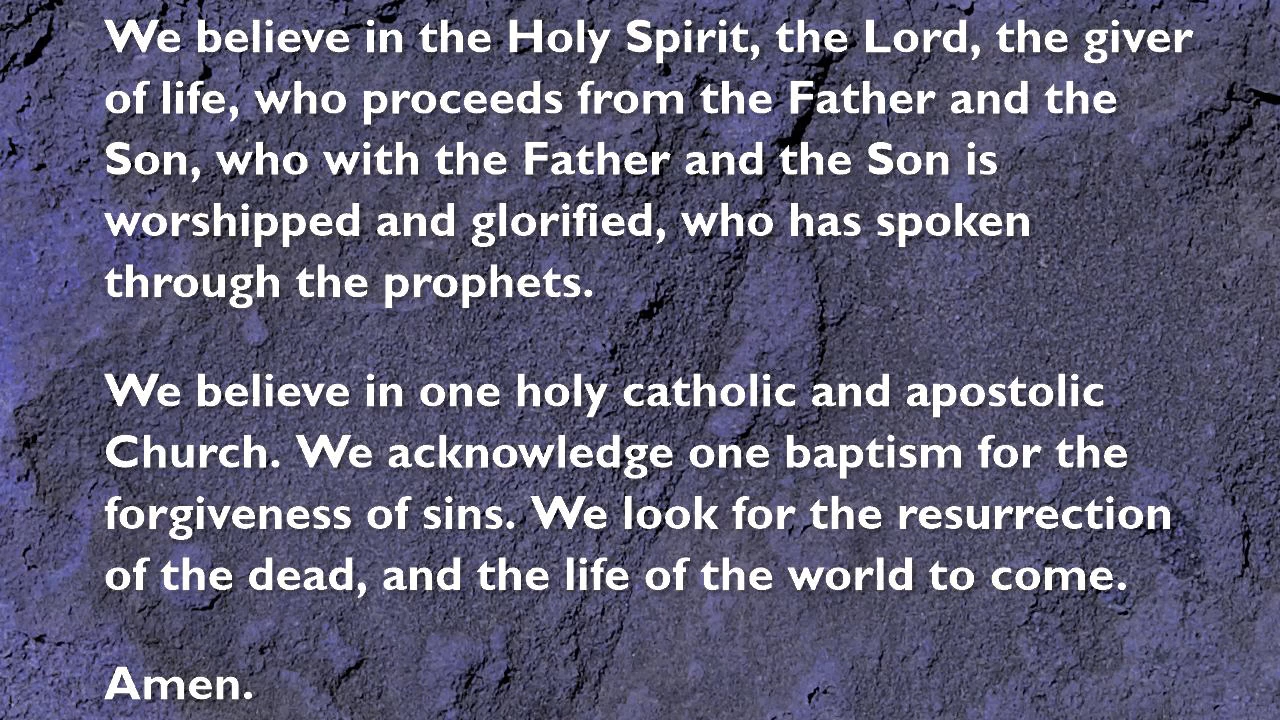 We believe in the Holy Spirit, the Lord, the giver
of life, who proceeds from the Father and the
Son, who with the Father and the Son is
worshipped and glorified, who has spoken
through the prophets.
We believe in one holy catholic and apostolic
Church. We acknowledge one baptism for the
forgiveness of sins. We look for the resurrection
of the dead, and the life of the world to come.
Amen.